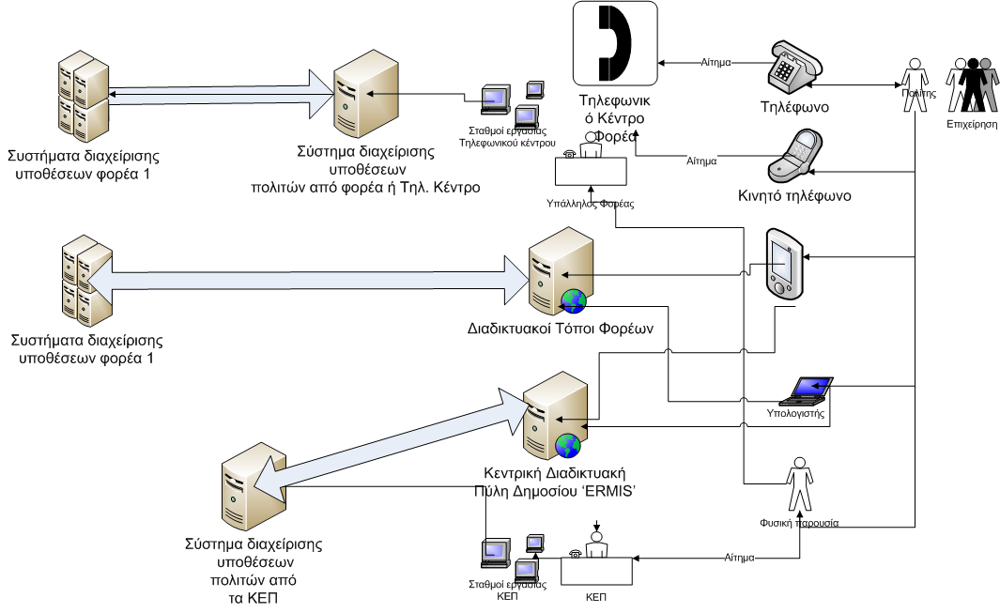 Αίτημα
Τηλέφωνο
Πολίτης
Επιχείρηση
Τηλεφωνικ
ό Κέντρο
Φορέα
Σταθμοί εργασίας
Τηλεφωνικού κέντρου
Συστήματα διαχείρισης
υποθέσεων φορέα 1
Σύστημα διαχείρισης
υποθέσεων
πολιτών από φορέα ή Τηλ. Κέντρο
Αίτημα
Κινητό τηλέφωνο
Υπάλληλος Φορέας
Διαδικτυακοί Τόποι Φορέων
Συστήματα διαχείρισης
υποθέσεων φορέα 1
Υπολογιστής
Κεντρική Διαδικτυακή
Πύλη Δημοσίου ‘ERMIS’
Φυσική παρουσία
Σύστημα διαχείρισης
υποθέσεων
πολιτών από
τα ΚΕΠ
Σταθμοί εργασίας
ΚΕΠ
ΚΕΠ
Αίτημα